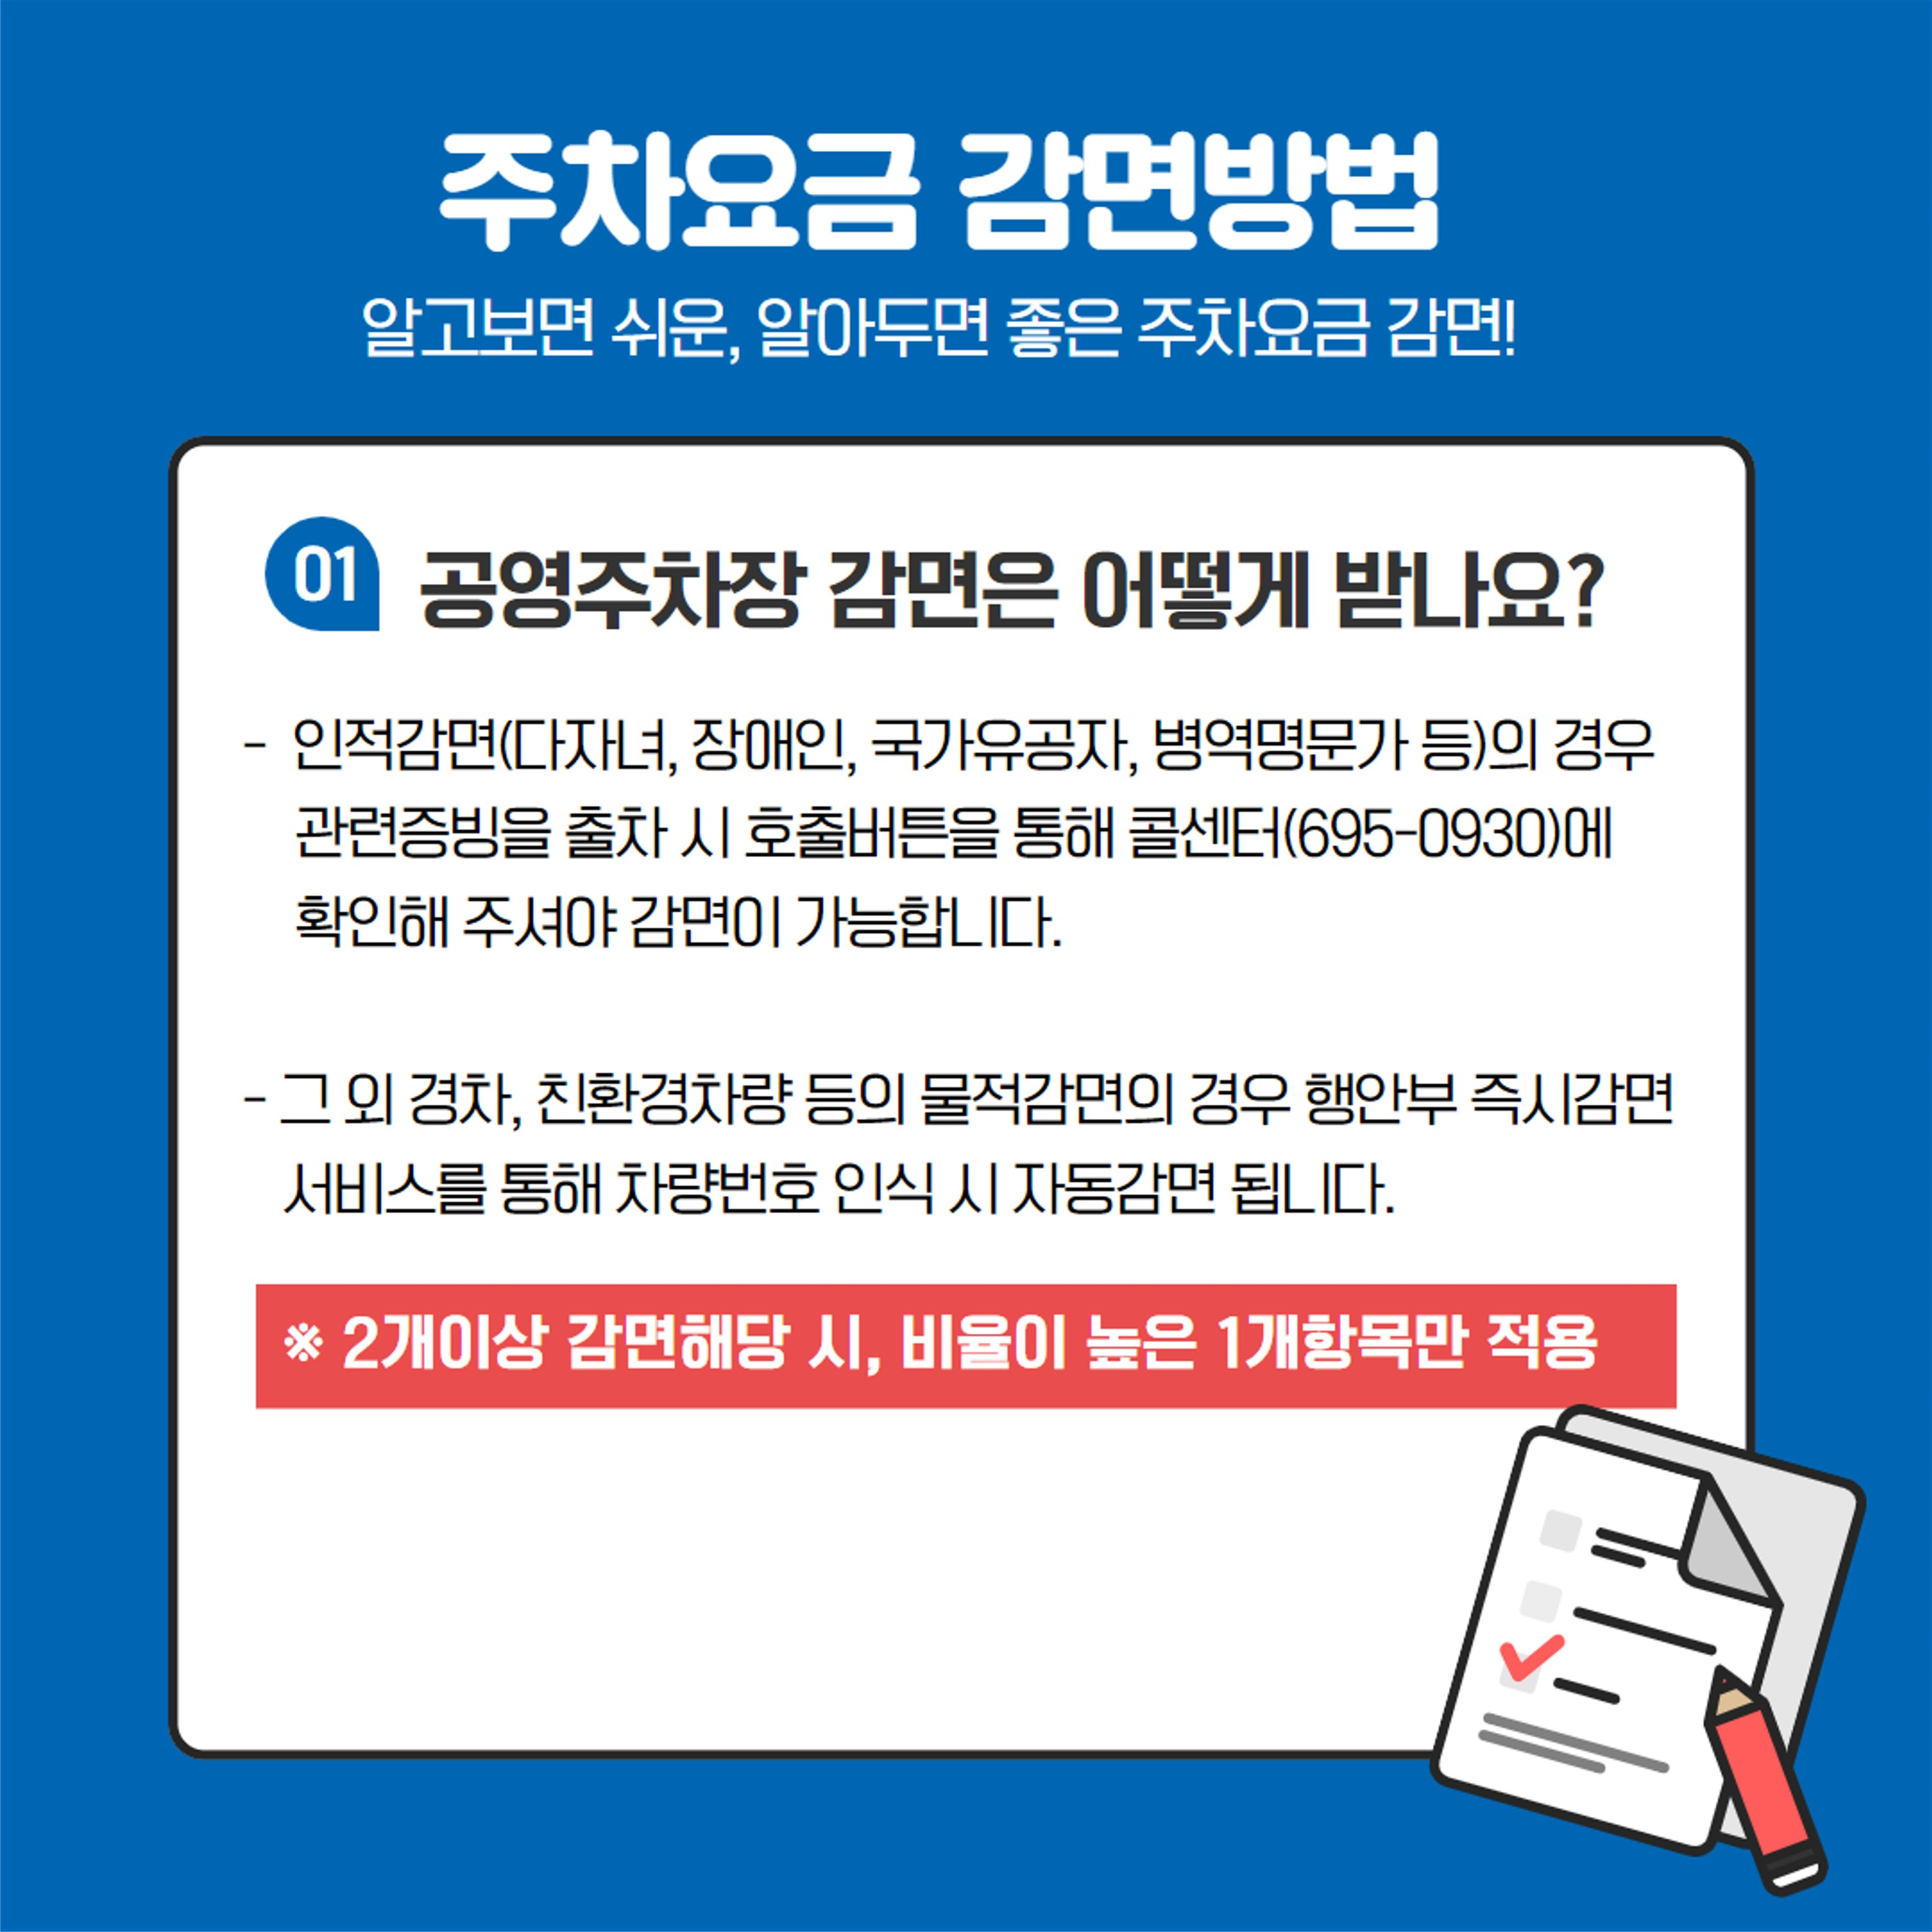 주차요금 감면방법
알고보면 쉬운, 알아두면 좋은 주차요금 감면!
01 공영주차장 감면은 어떻게 받나요?
- 인적감면(다자녀, 장애인, 국가유공자, 병역명문가 등)의 경우
관련증빙을 출차 시 호출버튼을 통해 콜센터(695-0930)에
확인해 주셔야 감면이 가능합니다.
- 그 외 경차, 친환경차량 등의 물적감면의 경우 행안부 즉시감면
서비스를 통해 차량번호 인식 시 자동감면 됩니다.
※ 2개이상 감면해당 시, 비율이 높은 1개항목만 적용